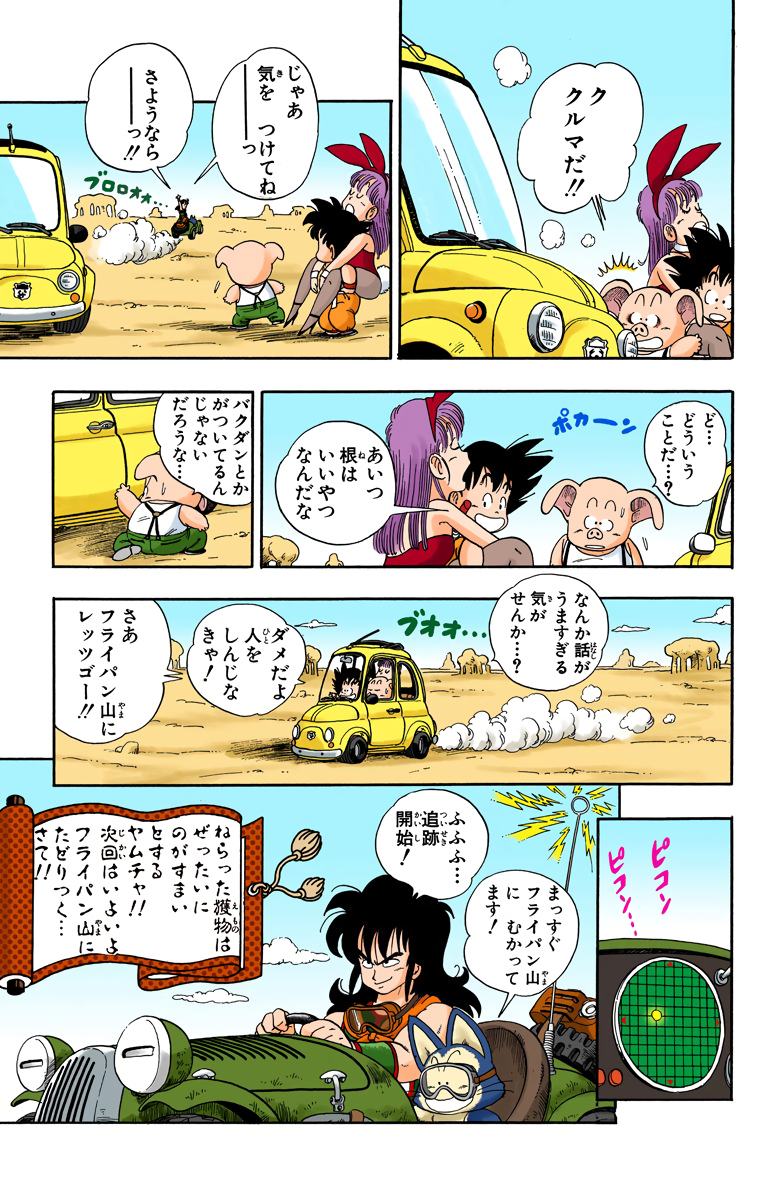 ク
クルマだ!!
じゃあ
気を つけてね
ーーーっ
さようなら
ーーーっ!!
ブロロオォ…
ど…
どういう
ことだ…?
ポカーン
あいつ
根は
いいやつ
なんだな
バクダンとか
がついてるん
じゃない
だろうな…
なんか話が
うますぎる
気が
せんか…?
ブオオ…
ダメだよ
人を
しんじな
きゃ!
さあ
フライパン山に
レッツゴー!!
ピコン
ピコン…
まっすぐ
フライパン山
に むかって
ます!
ふふふ…
追跡
開始!
ねらった獲物は
ぜったいに
のがすまい
とする
ヤムチャ!!
次回はいよいよ
フライパン山に
たどりつく…
さて!!